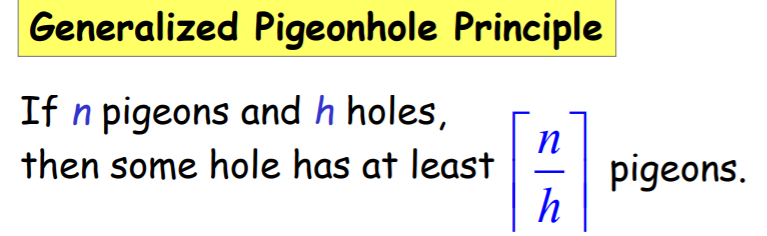 Generalized Pigeonhole Principle
If n pigeons and h holes,
then some hole has at least ⌈n/h⌉ pigeons.